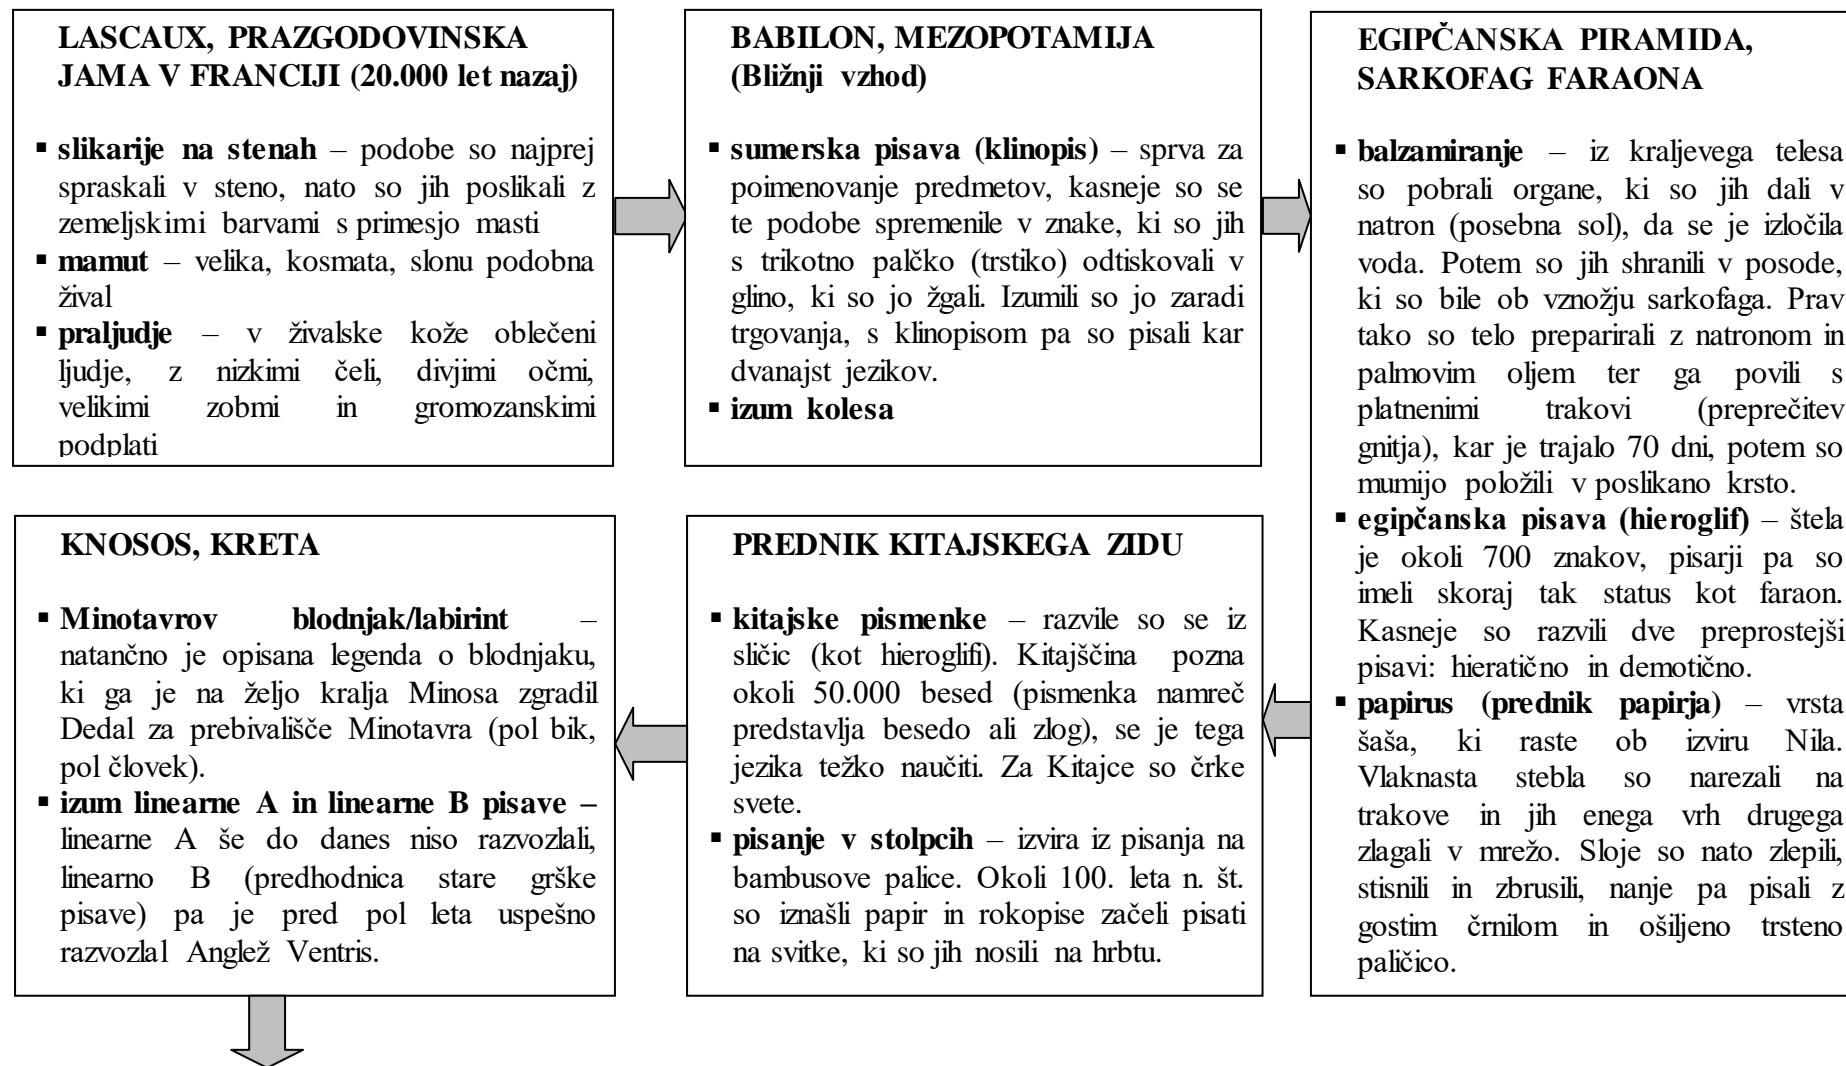 LASCAUX, PRAZGODOVINSKA
JAMA V FRANCIJI (20.000 let nazaj)
▪ slikarije na stenah – podobe so najprej
spraskali v steno, nato so jih poslikali z
zemeljskimi barvami s primesjo masti
▪ mamut – velika, kosmata, slonu podobna
žival
▪ praljudje – v živalske kože oblečeni
ljudje, z nizkimi čeli, divjimi očmi,
velikimi zobmi in gromozanskimi
podplati
BABILON, MEZOPOTAMIJA
(Bližnji vzhod)
▪ sumerska pisava (klinopis) – sprva za
poimenovanje predmetov, kasneje so se
te podobe spremenile v znake, ki so jih
s trikotno palčko (trstiko) odtiskovali v
glino, ki so jo žgali. Izumili so jo zaradi
trgovanja, s klinopisom pa so pisali kar
dvanajst jezikov.
▪ izum kolesa
EGIPČANSKA PIRAMIDA,
SARKOFAG FARAONA
▪ balzamiranje – iz kraljevega telesa
so pobrali organe, ki so jih dali v
natron (posebna sol), da se je izločila
voda. Potem so jih shranili v posode,
ki so bile ob vznožju sarkofaga. Prav
tako so telo preparirali z natronom in
palmovim oljem ter ga povili s
platnenimi trakovi (preprečitev
gnitja), kar je trajalo 70 dni, potem so
mumijo položili v poslikano krsto.
▪ egipčanska pisava (hieroglif) – štela
je okoli 700 znakov, pisarji pa so
imeli skoraj tak status kot faraon.
Kasneje so razvili dve preprostejši
pisavi: hieratično in demotično.
▪ papirus (prednik papirja) – vrsta
šaša, ki raste ob izviru Nila.
Vlaknasta stebla so narezali na
trakove in jih enega vrh drugega
zlagali v mrežo. Sloje so nato zlepili,
stisnili in zbrusili, nanje pa pisali z
gostim črnilom in ošiljeno trsteno
paličico.
PREDNIK KITAJSKEGA ZIDU
▪ kitajske pismenke – razvile so se iz
sličic (kot hieroglifi). Kitajščina pozna
okoli 50.000 besed (pismenka namreč
predstavlja besedo ali zlog), se je tega
jezika težko naučiti. Za Kitajce so črke
svete.
▪ pisanje v stolpcih – izvira iz pisanja na
bambusove palice. Okoli 100. leta n. št.
so iznašli papir in rokopise začeli pisati
na svitke, ki so jih nosili na hrbtu.
KNOSOS, KRETA
▪ Minotavrov blodnjak/labirint –
natančno je opisana legenda o blodnjaku,
ki ga je na željo kralja Minosa zgradil
Dedal za prebivališče Minotavra (pol bik,
pol človek).
▪ izum linearne A in linearne B pisave –
linearne A še do danes niso razvozlali,
linearno B (predhodnica stare grške
pisave) pa je pred pol leta uspešno
razvozlal Anglež Ventris.